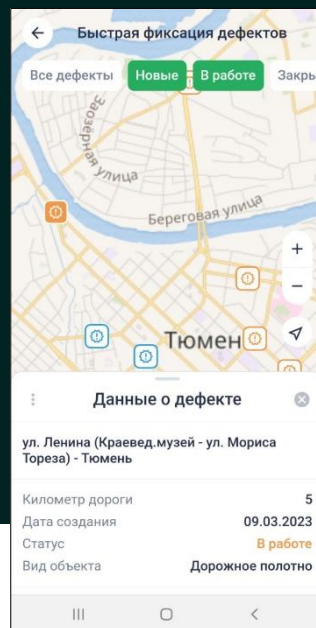 Быстрая фиксация дефектов
Все дефекты Новые В работе Закры
Заозёрная улица
Береговая улица
Тюмен
Данные о дефекте
ул. Ленина (Краевед.музей - ул. Мориса
Тореза) - Тюмень
Километр дороги 5
Дата создания 09.03.2023
Статус В работе
Вид объекта Дорожное полотно